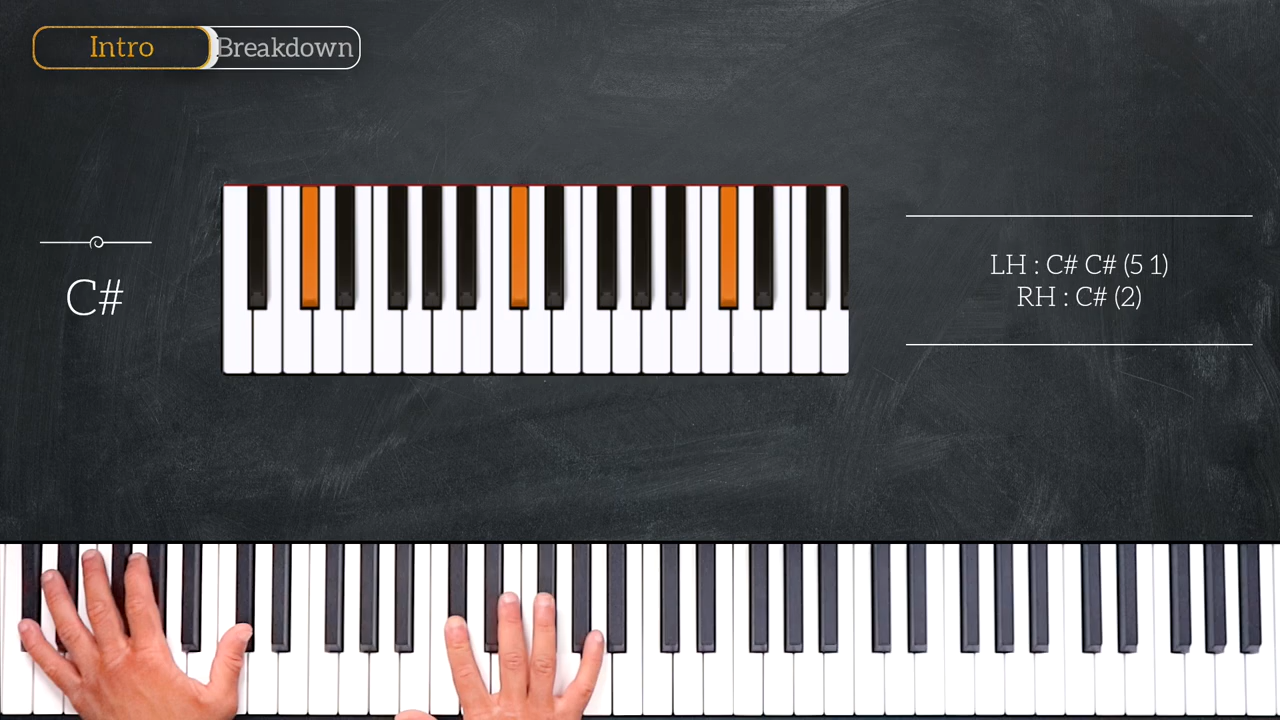 Intro
Breakdown
C#
LH : C# C# (5 1)
RH : C# (2)